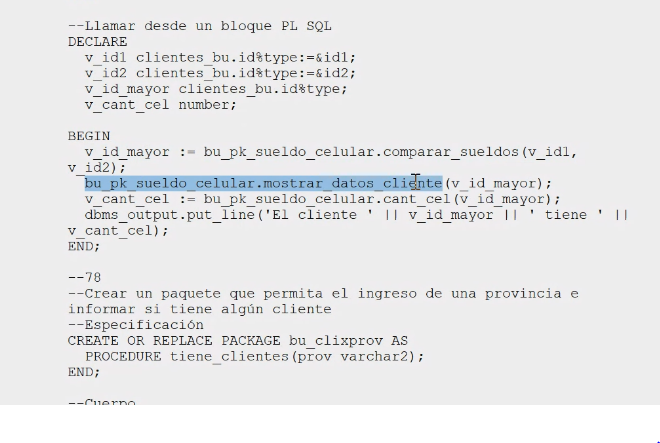 --Llamar desde un bloque PL SQL
DECLARE
  v_id1 clientes_bu.id%type:=&id1;
  v_id2 clientes_bu.id%type:=&id2;
  v_id_mayor clientes_bu.id%type;
  v_cant_cel number;

BEGIN
  v_id_mayor := bu_pk_sueldo_celular.comparar_sueldos(v_id1,
v_id2);
  bu_pk_sueldo_celular.mostrar_datos_cliente(v_id_mayor);
  v_cant_cel := bu_pk_sueldo_celular.cant_cel(v_id_mayor);
  dbms_output.put_line('El cliente ' || v_id_mayor || ' tiene ' ||
v_cant_cel);
END;

--78
--Crear un paquete que permita el ingreso de una provincia e
informar si tiene algún cliente
--Especificación
CREATE OR REPLACE PACKAGE bu_clixprov AS
  PROCEDURE tiene_clientes(prov varchar2);
END;

--Cuerpo